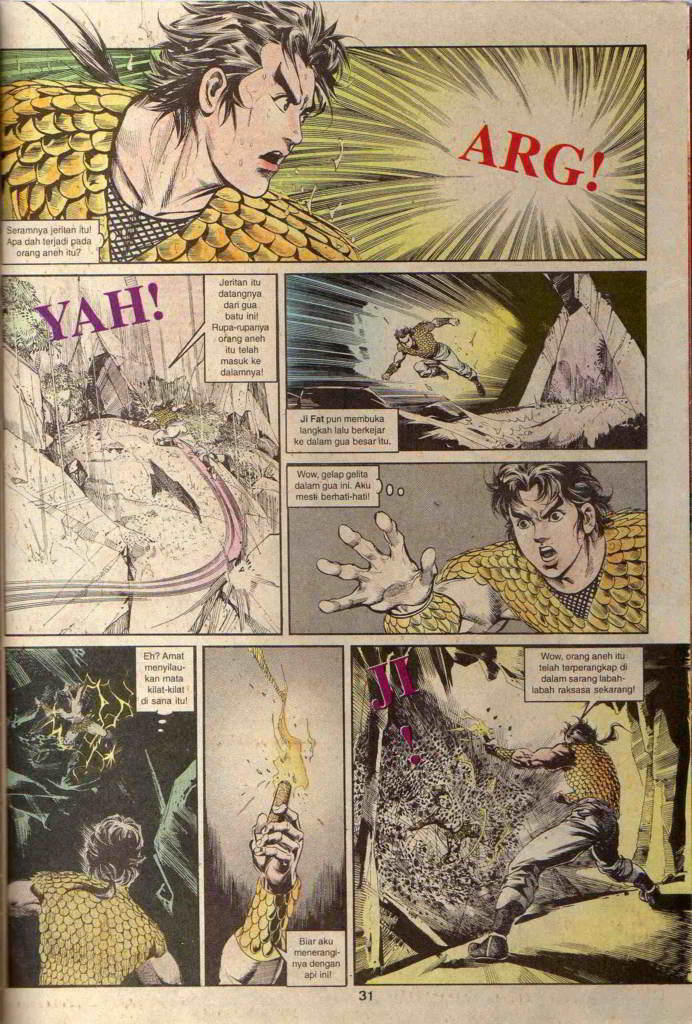 ARG!
Seramnya jeritan itu!
Apa dah terjadi pada
orang aneh itu?
YAH!
Jeritan itu
datangnya
dari gua
batu ini!
Rupa-rupanya
orang aneh
itu telah
masuk ke
dalamnya!
Ji Fat pun membuka
langkah lalu berkejar
ke dalam gua besar itu.
Wow, gelap gelita
dalam gua ini. Aku
mesti berhati-hati!
Eh? Amat
menyilau-
kan mata
kilat-kilat
di sana itu!
Biar aku
menerangi-
nya dengan
api ini!
JI
!
Wow, orang aneh itu
telah terperangkap di
dalam sarang labah-
labah raksasa sekarang!
31